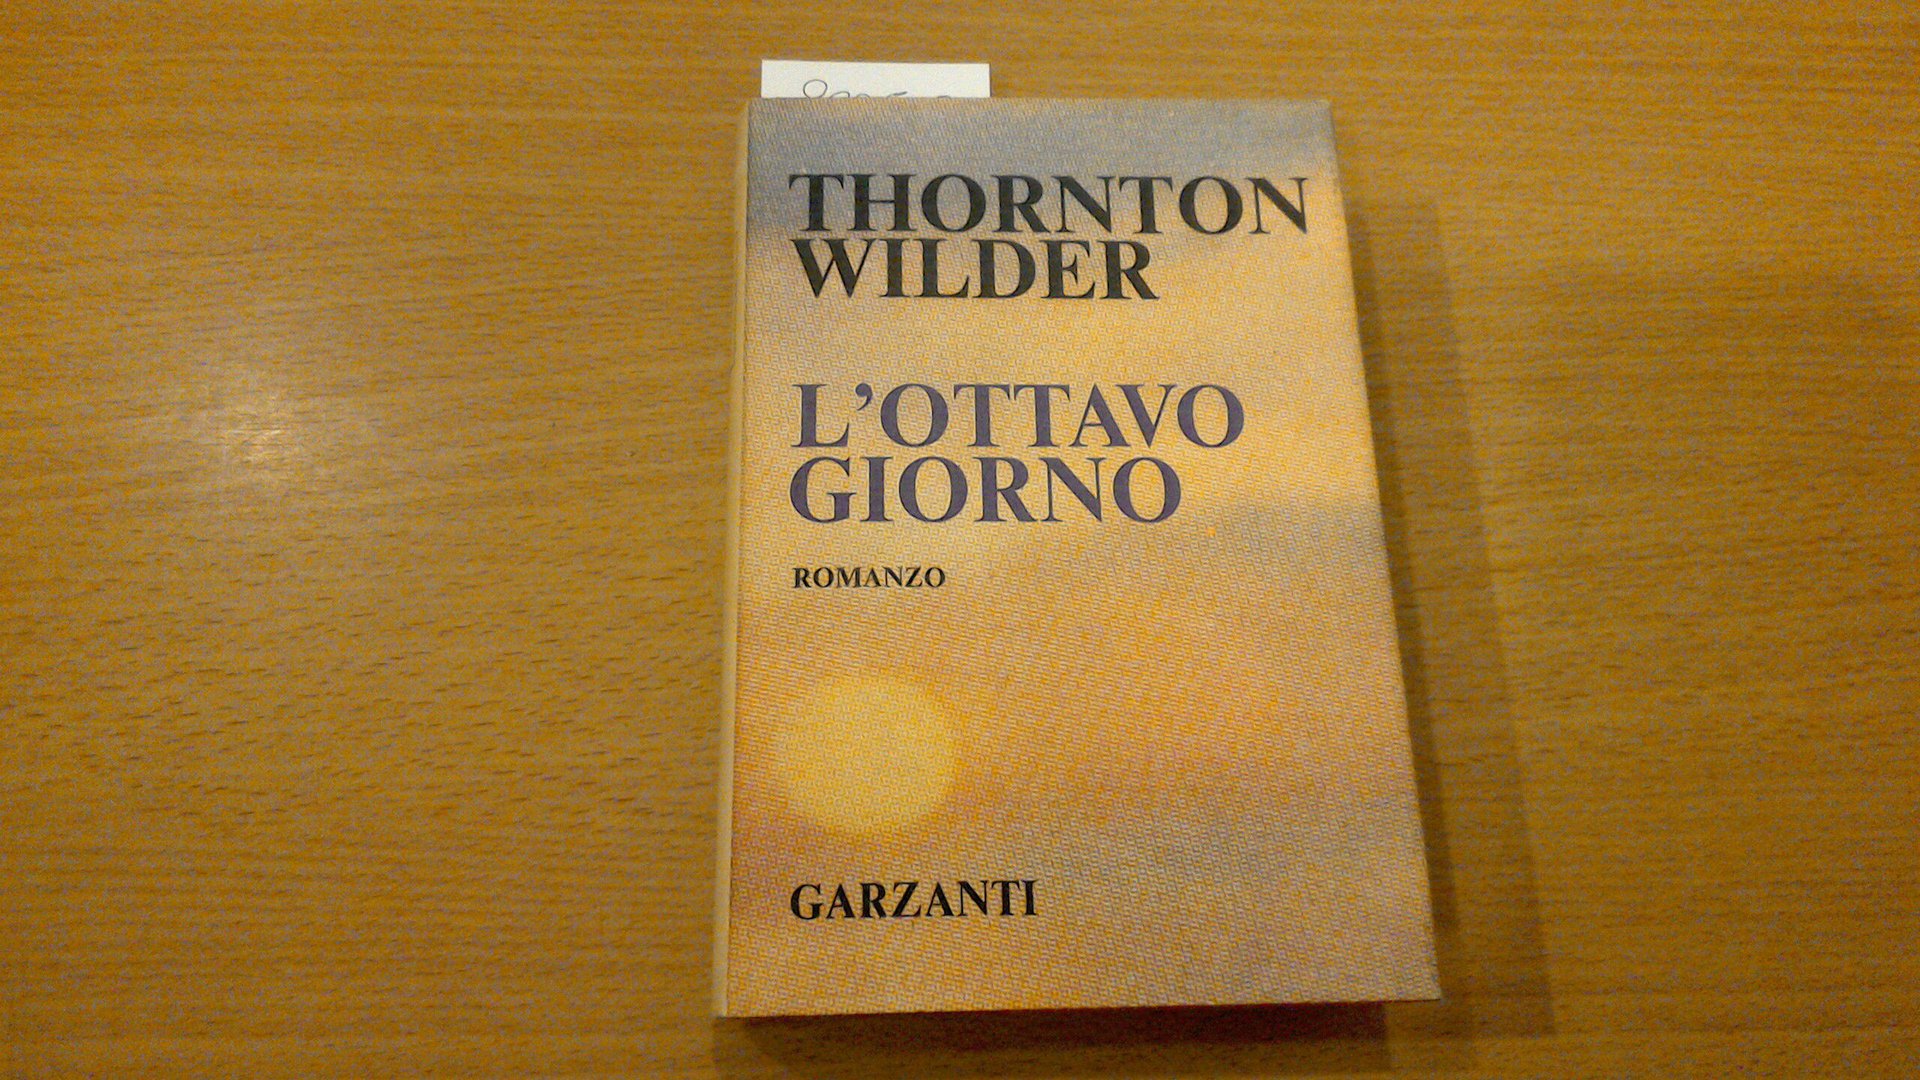 THORNTON
WILDER
L'OTTAVO
GIORNO
ROMANZO
GARZANTI